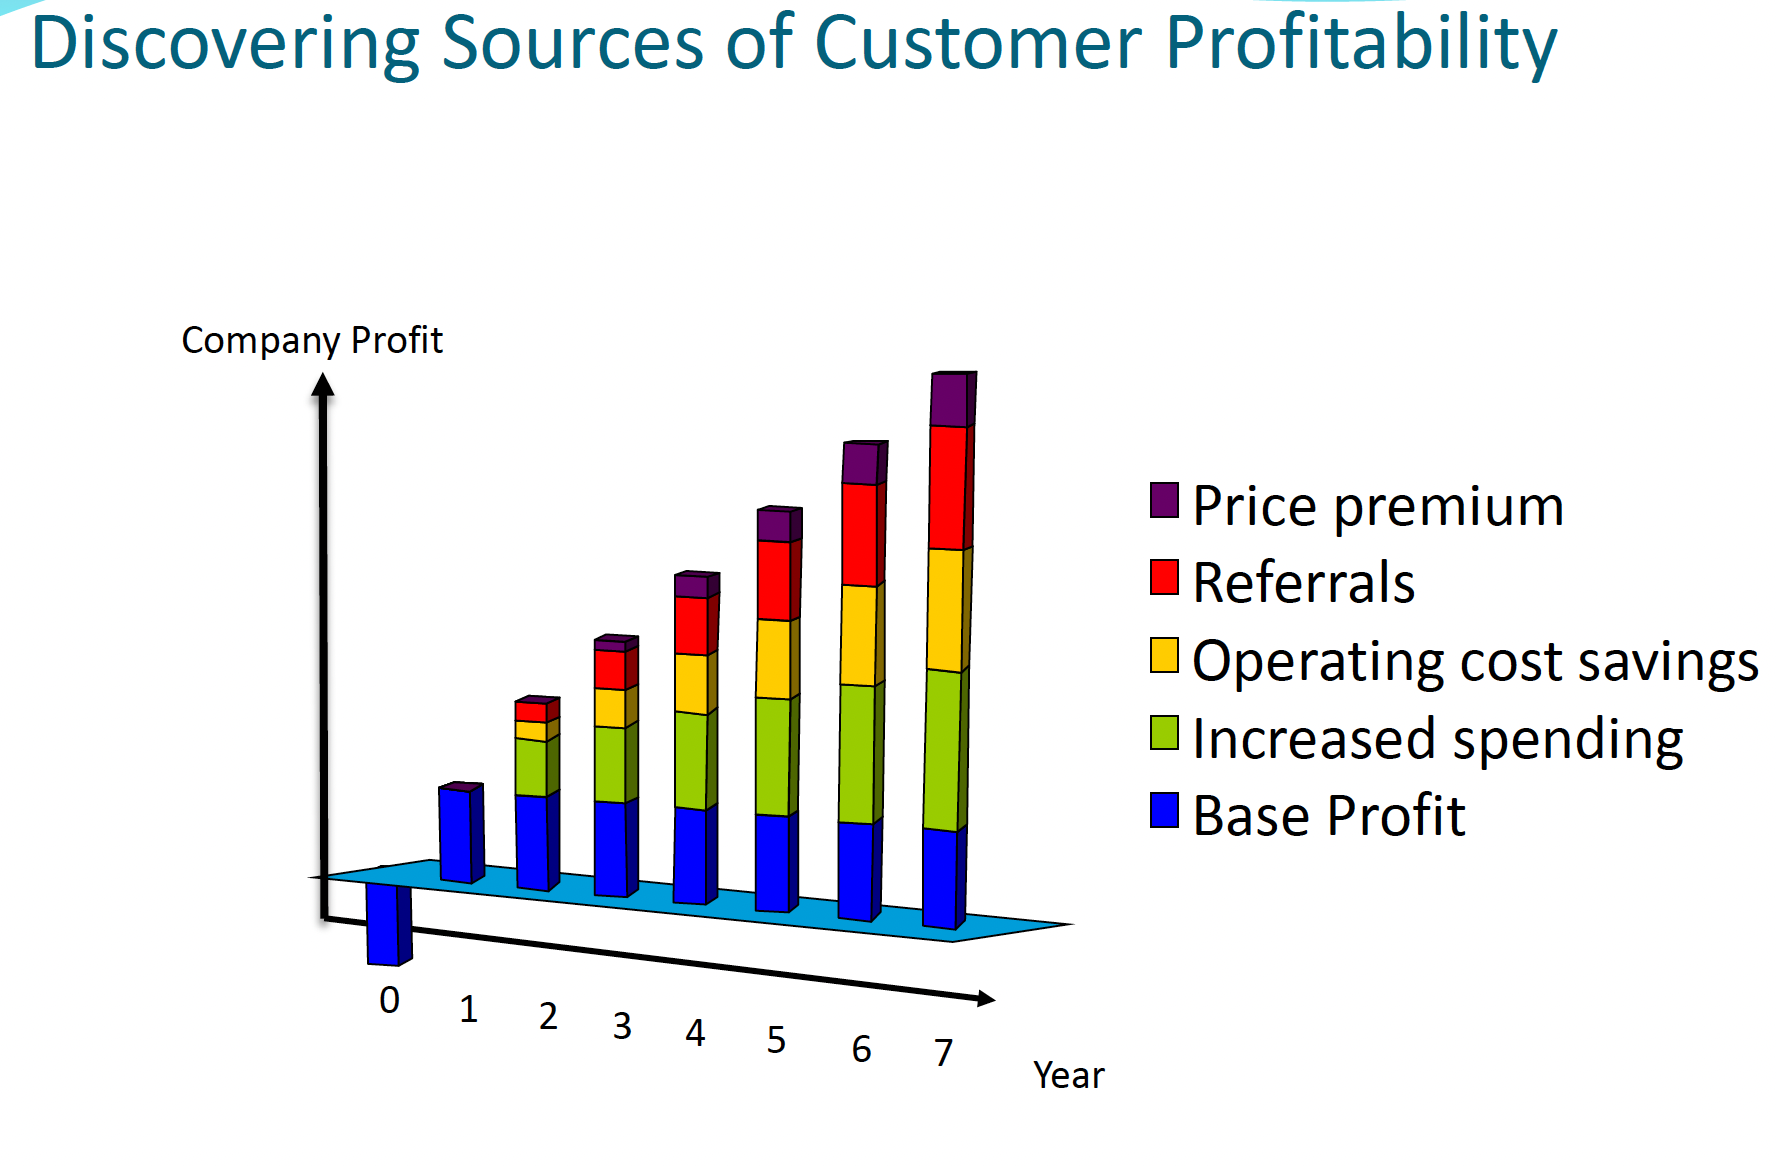 Discovering Sources of Customer Profitability
Company Profit
Price premium
Referrals
Operating cost savings
Increased spending
Base Profit
0
1
2
3
4
5
6
7
Year